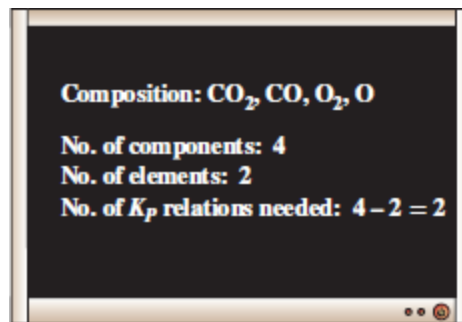 Composition: CO₂, CO, O₂, O
No. of components: 4
No. of elements: 2
No. of Kₚ relations needed: 4 – 2 = 2